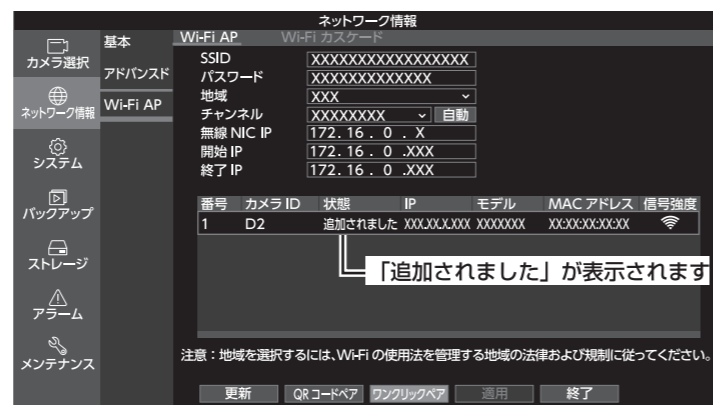 ネットワーク情報
カメラ選択
ネットワーク情報
システム
バックアップ
ストレージ
アラーム
メンテナンス
基本
アドバンスド
Wi-Fi AP
Wi-Fi AP Wi-Fi カスケード
SSID XXXXXXXXXXXXXXXXX
パスワード XXXXXXXXXXXXX
地域 XXX
チャンネル XXXXXXXX 自動
無線 NIC IP 172. 16 . 0 . X
開始 IP 172. 16 . 0 .XXX
終了 IP 172. 16 . 0 .XXX
番号 カメラ ID 状態 IP モデル MAC アドレス 信号強度
1 D2 追加されました XXX.XX.X.XXX XXXXXXX XX:XX:XX:XX:XX
「追加されました」が表示されます
注意：地域を選択するには、Wi-Fi の使用法を管理する地域の法律および規制に従ってください。
更新 QR コードペア ワンクリックペア 適用 終了